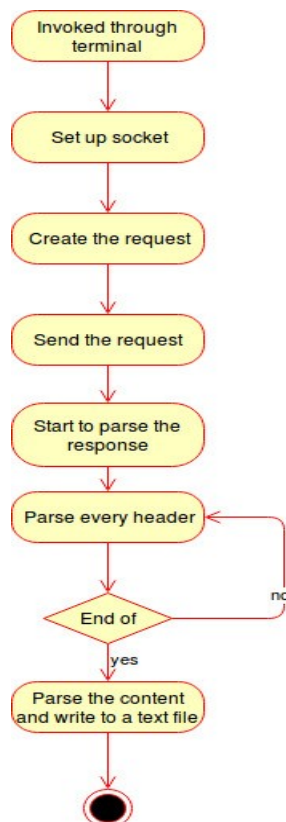 Invoked through
terminal
Set up socket
Create the request
Send the request
Start to parse the
response
Parse every header
End of
no
yes
Parse the content
and write to a text file